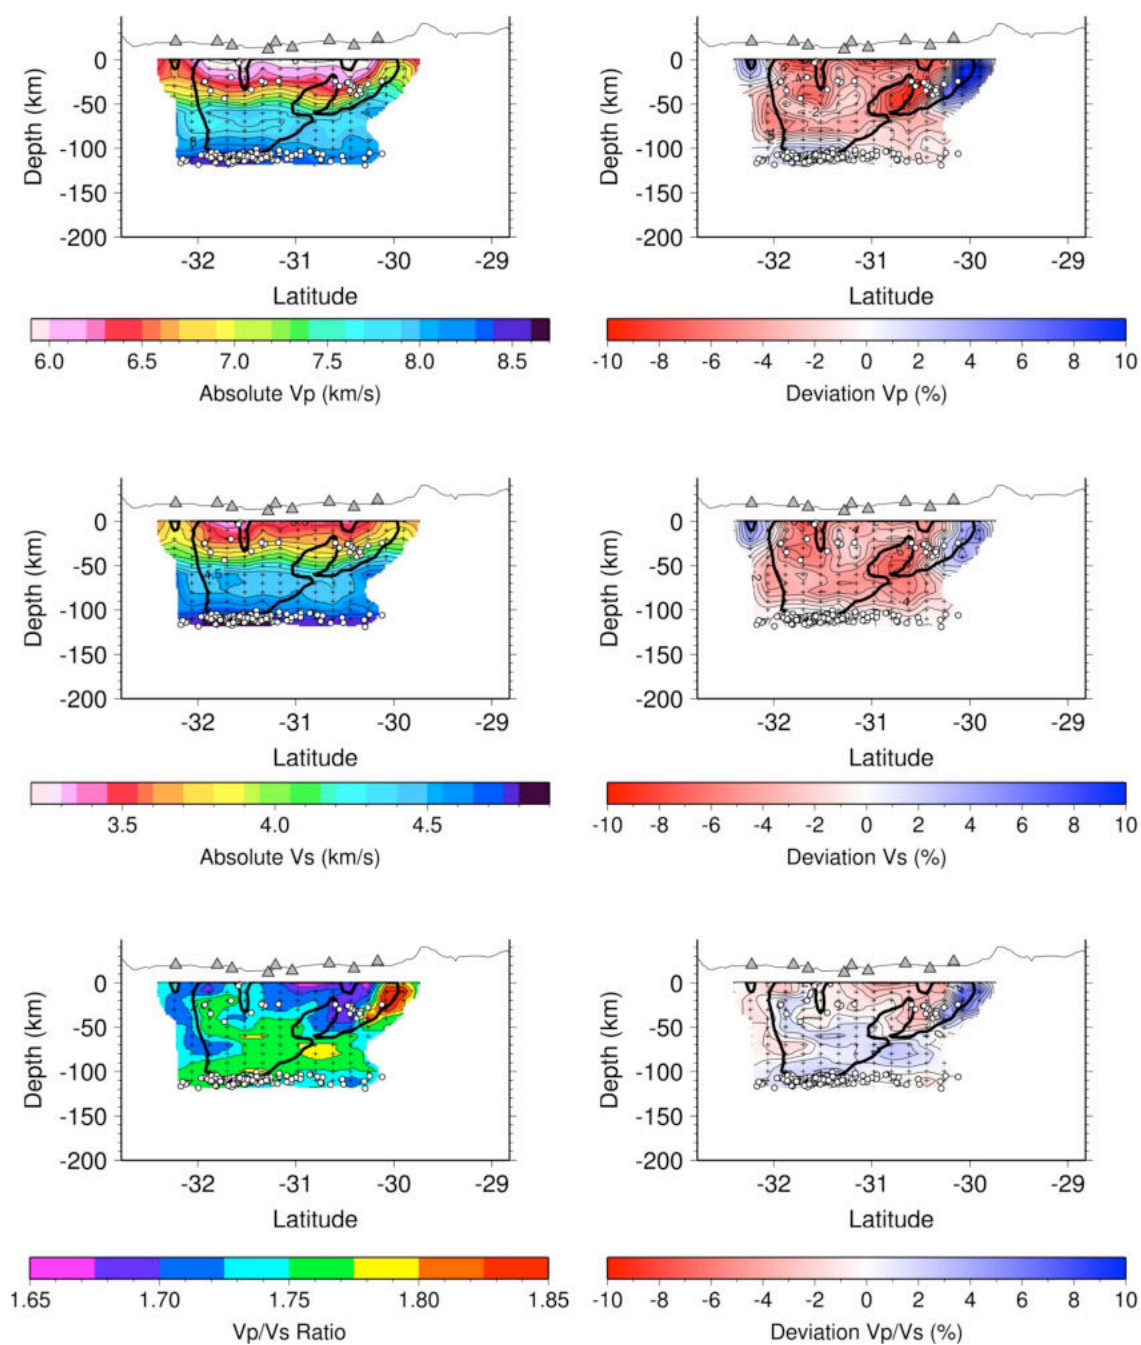 0 0
-50 -50
-100 -100
-150 -150
-200 -200
Depth (km) Depth (km)
-32 -31 -30 -29 -32 -31 -30 -29
Latitude Latitude
6.0 6.5 7.0 7.5 8.0 8.5 -10 -8 -6 -4 -2 0 2 4 6 8 10
Absolute Vp (km/s) Deviation Vp (%)
0 0
-50 -50
-100 -100
-150 -150
-200 -200
Depth (km) Depth (km)
-32 -31 -30 -29 -32 -31 -30 -29
Latitude Latitude
3.5 4.0 4.5 -10 -8 -6 -4 -2 0 2 4 6 8 10
Absolute Vs (km/s) Deviation Vs (%)
0 0
-50 -50
-100 -100
-150 -150
-200 -200
Depth (km) Depth (km)
-32 -31 -30 -29 -32 -31 -30 -29
Latitude Latitude
1.65 1.70 1.75 1.80 1.85 -10 -8 -6 -4 -2 0 2 4 6 8 10
Vp/Vs Ratio Deviation Vp/Vs (%)